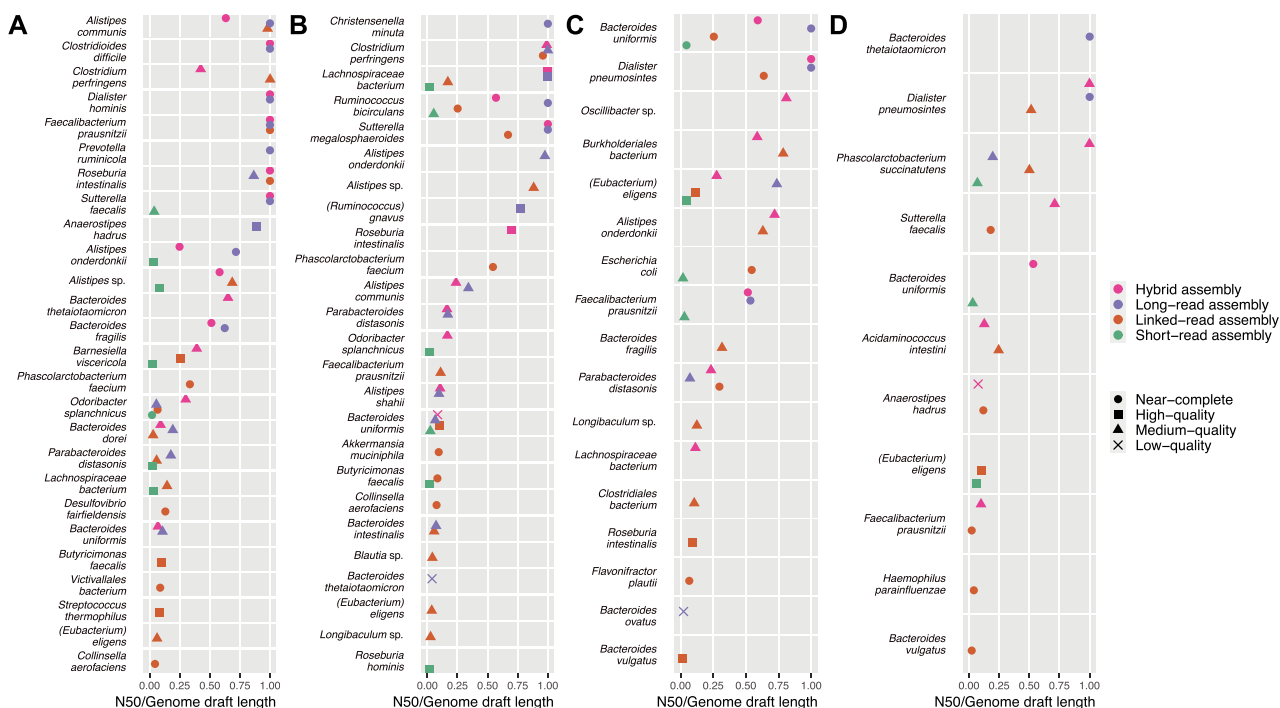 A
Alistipes
communis
Clostridioides
difficile
Clostridium
perfringens
Dialister
hominis
Faecalibacterium
prausnitzii
Prevotella
ruminicola
Roseburia
intestinalis
Sutterella
faecalis
Anaerostipes
hadrus
Alistipes
onderdonkii
Alistipes sp.
Bacteroides
thetaiotaomicron
Bacteroides
fragilis
Barnesiella
viscericola
Phascolarctobacterium
faecium
Odoribacter
splanchnicus
Bacteroides
dorei
Parabacteroides
distasonis
Lachnospiraceae
bacterium
Desulfovibrio
fairfieldensis
Bacteroides
uniformis
Butyricimonas
faecalis
Victivallales
bacterium
Streptococcus
thermophilus
(Eubacterium)
eligens
Collinsella
aerofaciens
0.00 0.25 0.50 0.75 1.00
N50/Genome draft length
B
Christensenella
minuta
Clostridium
perfringens
Lachnospiraceae
bacterium
Ruminococcus
bicirculans
Sutterella
megalosphaeroides
Alistipes
onderdonkii
Alistipes sp.
(Ruminococcus)
gnavus
Roseburia
intestinalis
Phascolarctobacterium
faecium
Alistipes
communis
Parabacteroides
distasonis
Odoribacter
splanchnicus
Faecalibacterium
prausnitzii
Alistipes
shahii
Bacteroides
uniformis
Akkermansia
muciniphila
Butyricimonas
faecalis
Collinsella
aerofaciens
Bacteroides
intestinalis
Blautia sp.
Bacteroides
thetaiotaomicron
(Eubacterium)
eligens
Longibaculum sp.
Roseburia
hominis
0.00 0.25 0.50 0.75 1.00
N50/Genome draft length
C
Bacteroides
uniformis
Dialister
pneumosintes
Oscillibacter sp.
Burkholderiales
bacterium
(Eubacterium)
eligens
Alistipes
onderdonkii
Escherichia
coli
Faecalibacterium
prausnitzii
Bacteroides
fragilis
Parabacteroides
distasonis
Longibaculum sp.
Lachnospiraceae
bacterium
Clostridiales
bacterium
Roseburia
intestinalis
Flavonifractor
plautii
Bacteroides
ovatus
Bacteroides
vulgatus
0.00 0.25 0.50 0.75 1.00
N50/Genome draft length
D
Bacteroides
thetaiotaomicron
Dialister
pneumosintes
Phascolarctobacterium
succinatutens
Sutterella
faecalis
Bacteroides
uniformis
Acidaminococcus
intestini
Anaerostipes
hadrus
(Eubacterium)
eligens
Faecalibacterium
prausnitzii
Haemophilus
parainfluenzae
Bacteroides
vulgatus
0.00 0.25 0.50 0.75 1.00
N50/Genome draft length
Hybrid assembly
Long−read assembly
Linked−read assembly
Short−read assembly
Near−complete
High−quality
Medium−quality
Low−quality